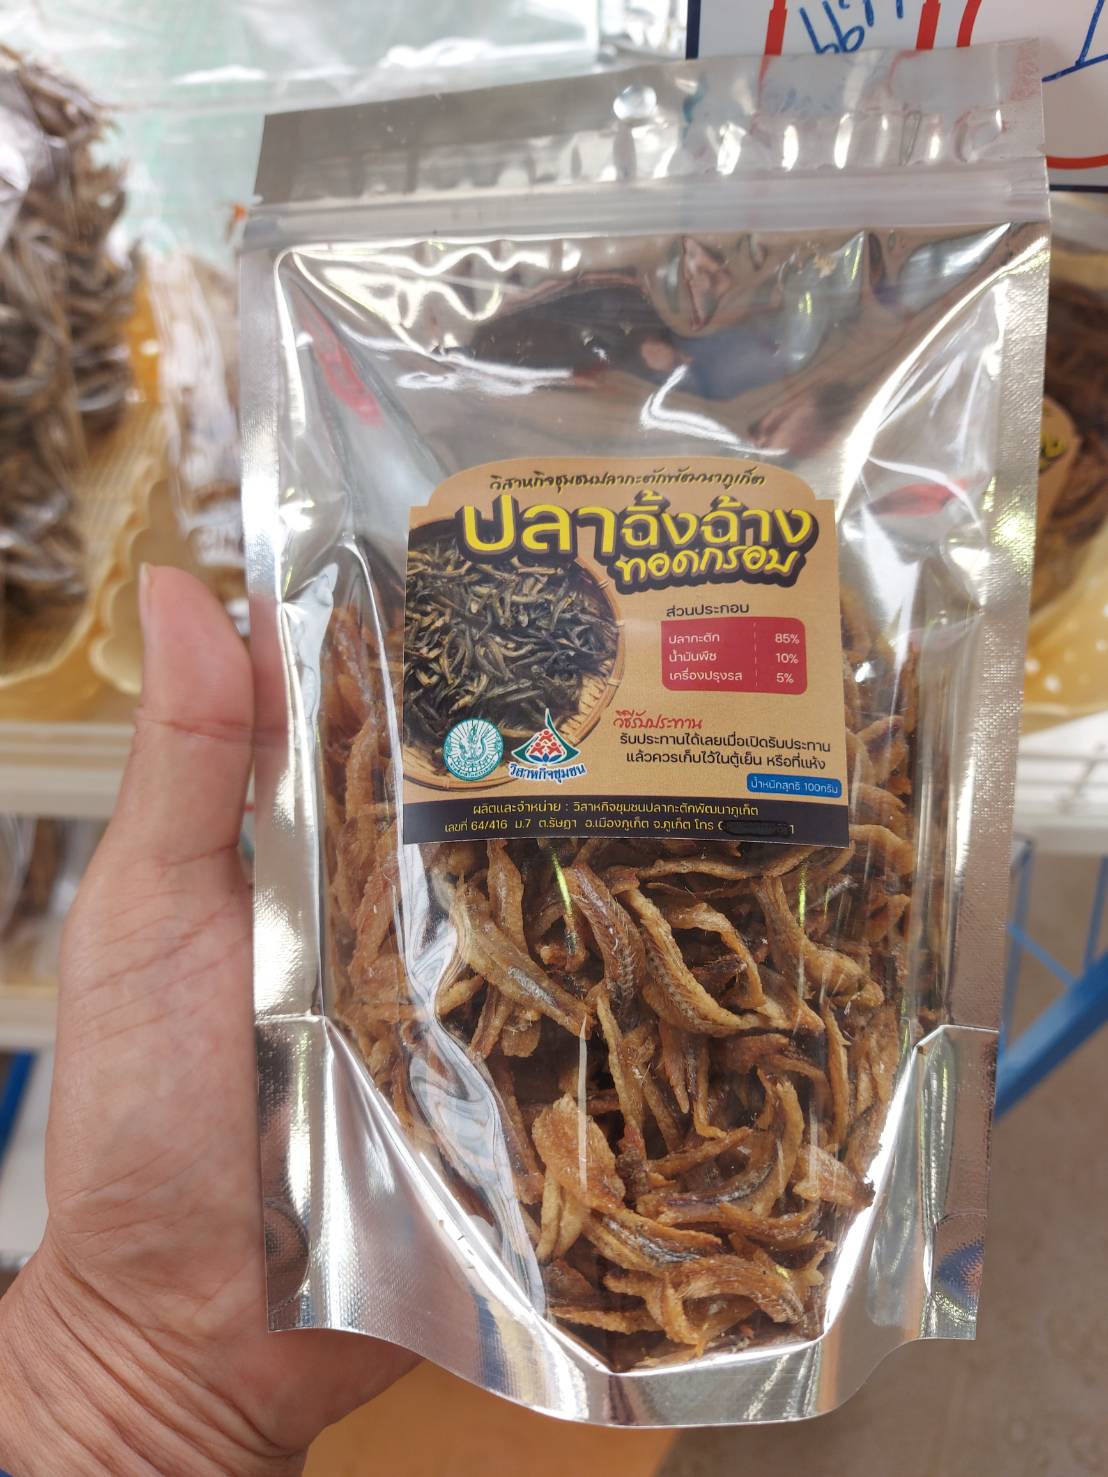 วิสาหกิจชุมชนปลากะตักพัฒนาภูเก็ต
ปลาฉิ้งฉ้าง
ทอดกรอบ
ส่วนประกอบ
ปลากะตัก 85%
น้ำมันพืช 10%
เครื่องปรุงรส 5%
วิธีรับประทาน
รับประทานได้เลยเมื่อเปิดรับประทาน
แล้วควรเก็บไว้ในตู้เย็น หรือที่แห้ง
วิสาหกิจชุมชน
น้ำหนักสุทธิ 100กรัม
ผลิตและจำหน่าย : วิสาหกิจชุมชนปลากะตักพัฒนาภูเก็ต
เลขที่ 64/416 ม.7 ต.รัษฎา อ.เมืองภูเก็ต จ.ภูเก็ต โทร